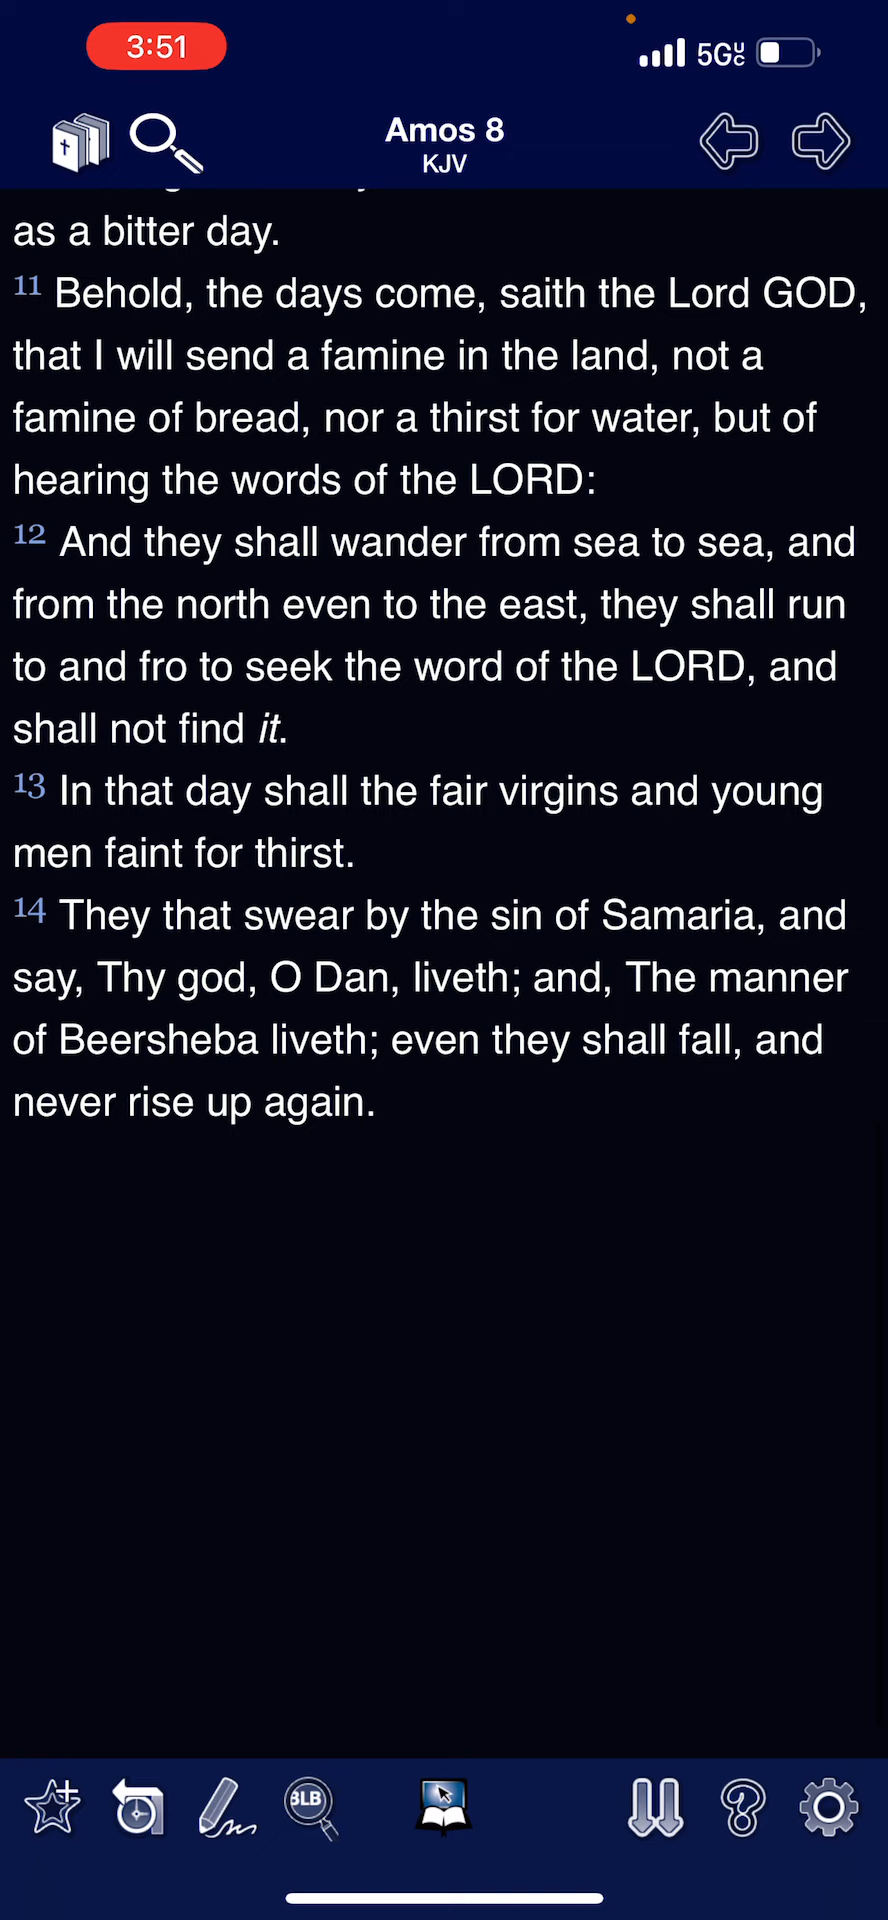 3:51
5G
Amos 8
KJV
as a bitter day.
11 Behold, the days come, saith the Lord GOD,
that I will send a famine in the land, not a
famine of bread, nor a thirst for water, but of
hearing the words of the LORD:
12 And they shall wander from sea to sea, and
from the north even to the east, they shall run
to and fro to seek the word of the LORD, and
shall not find it.
13 In that day shall the fair virgins and young
men faint for thirst.
14 They that swear by the sin of Samaria, and
say, Thy god, O Dan, liveth; and, The manner
of Beersheba liveth; even they shall fall, and
never rise up again.
BLB